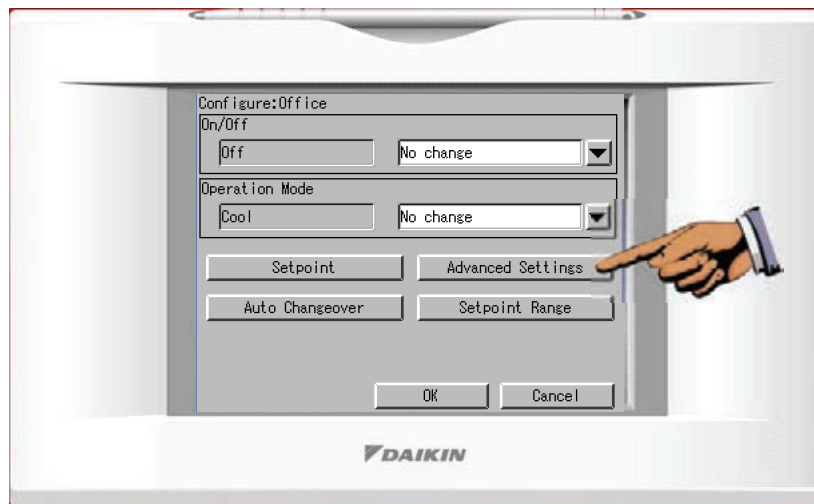 Configure:Office
On/Off
Off No change
Operation Mode
Cool No change
Setpoint Advanced Settings
Auto Changeover Setpoint Range
OK Cancel
DAIKIN